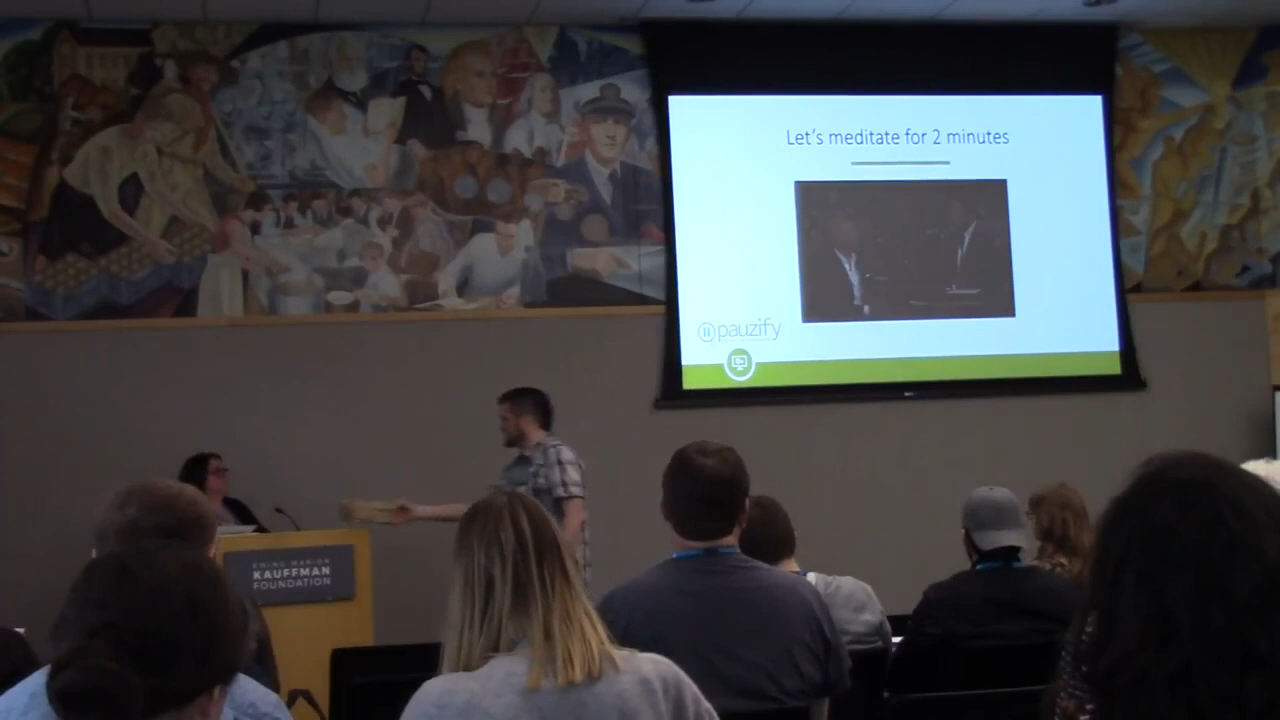 Let's meditate for 2 minutes
pauzify
EWING MARION
KAUFFMAN
FOUNDATION